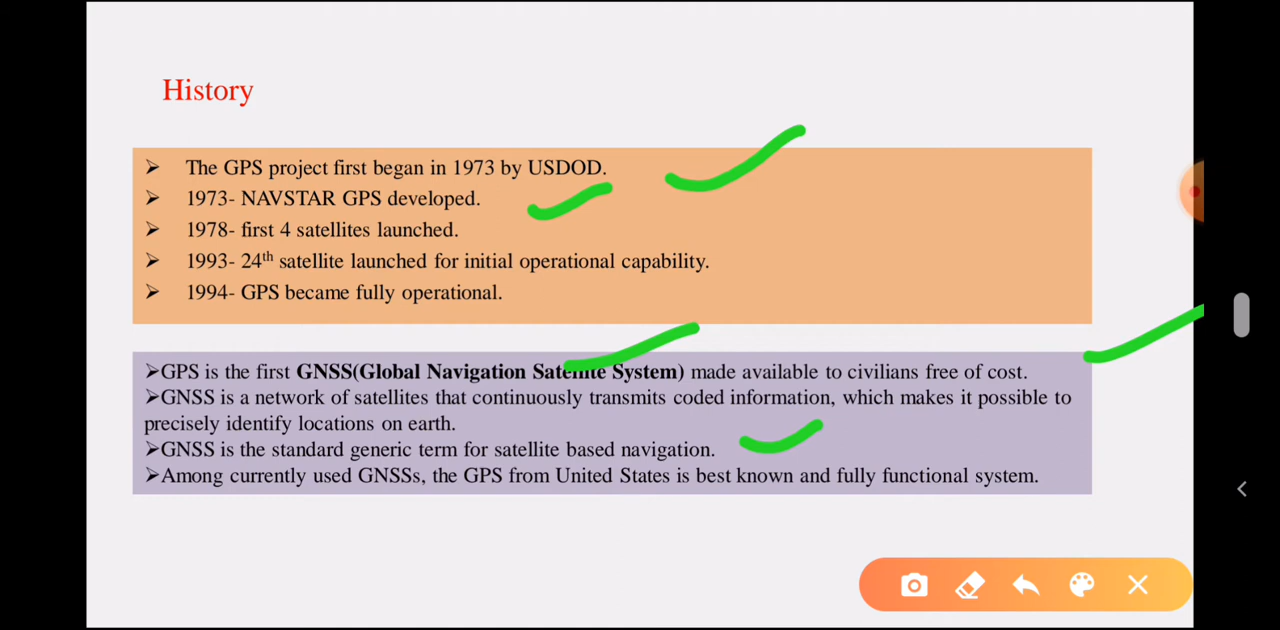 History
➢ The GPS project first began in 1973 by USDOD.
➢ 1973- NAVSTAR GPS developed.
➢ 1978- first 4 satellites launched.
➢ 1993- 24th satellite launched for initial operational capability.
➢ 1994- GPS became fully operational.
➢GPS is the first GNSS(Global Navigation Satellite System) made available to civilians free of cost.
➢GNSS is a network of satellites that continuously transmits coded information, which makes it possible to
precisely identify locations on earth.
➢GNSS is the standard generic term for satellite based navigation.
➢Among currently used GNSSs, the GPS from United States is best known and fully functional system.